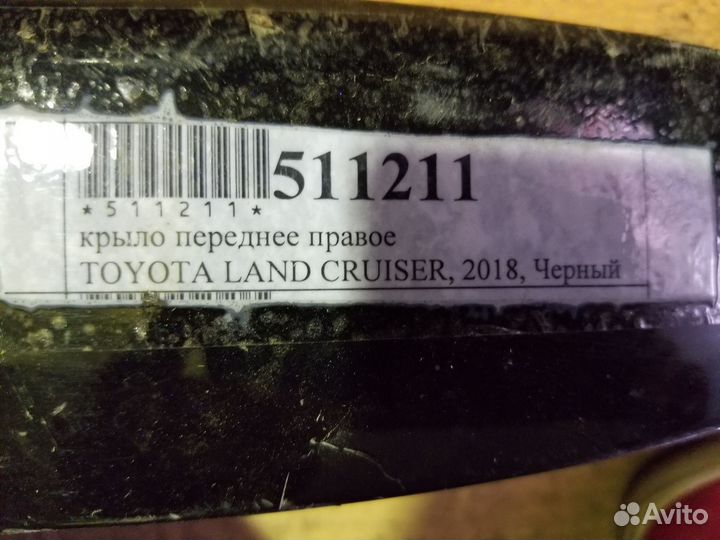 511211
*511211*
крыло переднее правое
TOYOTA LAND CRUISER, 2018, Черный
Avito